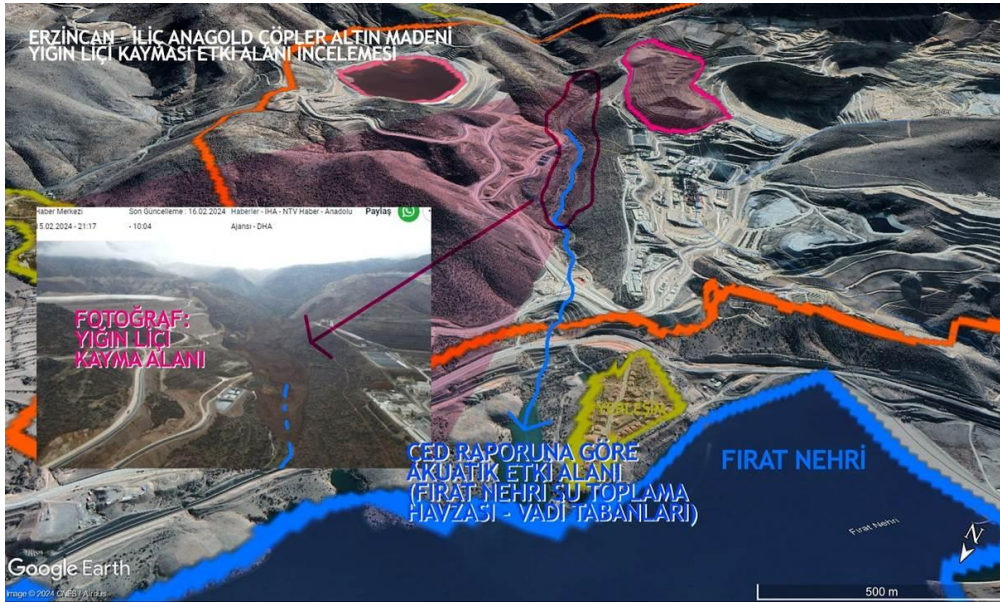 ERZİNCAN - İLİÇ ANAGOLD ÇÖPLER ALTIN MADENİ
YIĞIN LİÇİ KAYMASI ETKİ ALANI İNCELEMESİ
Haber Merkezi
15.02.2024 - 21:17
Son Güncelleme : 16.02.2024
- 10:04
Haberler - İHA - NTV Haber - Anadolu
Ajansı - DHA
Paylaş
FOTOĞRAF:
YIĞIN LİÇİ
KAYMA ALANI
YERLEŞİM
ÇED RAPORUNA GÖRE
AKUATİK ETKİ ALANI
(FIRAT NEHRİ SU TOPLAMA
HAVZASI - VADİ TABANLARI)
FIRAT NEHRİ
Fırat Nehri
N
Google Earth
Image © 2024 CNES / Airbus
500 m